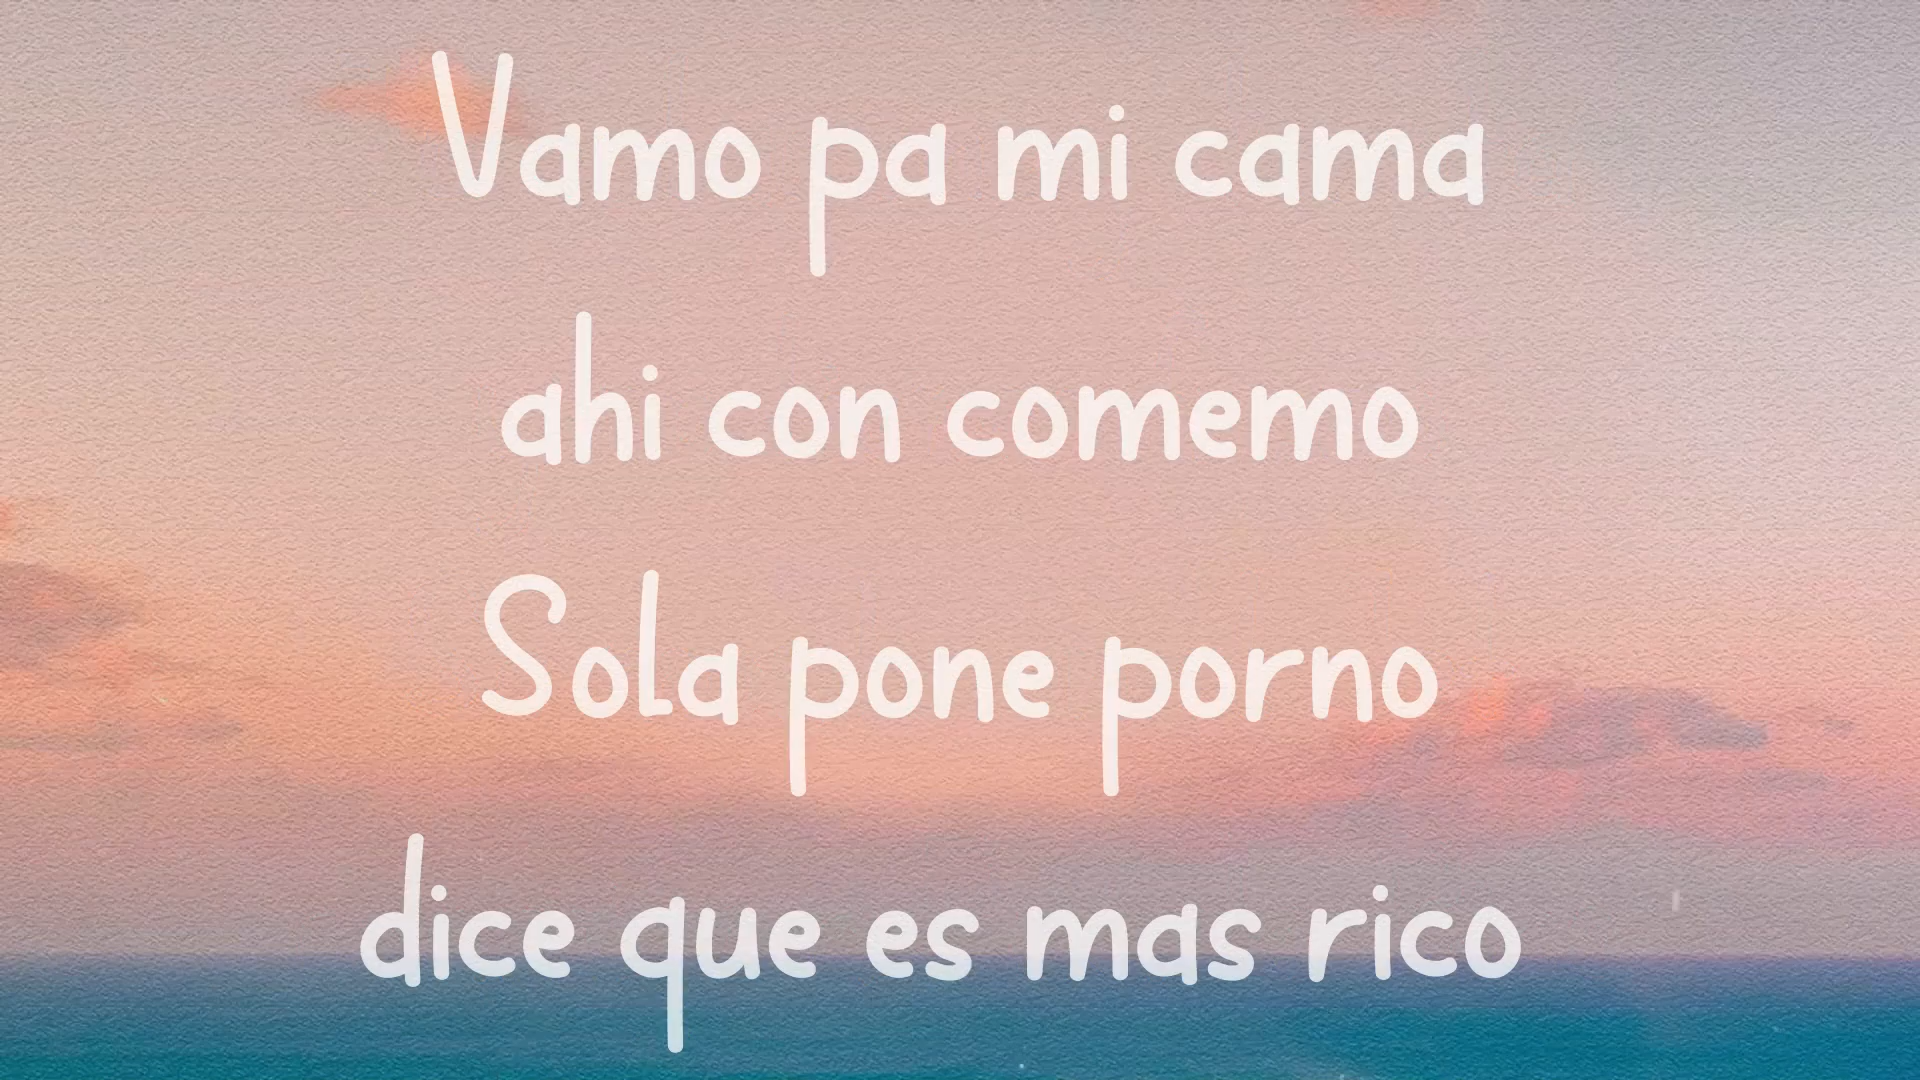 Vamo pa mi cama
ahi con comemo
Sola pone porno
dice que es mas rico